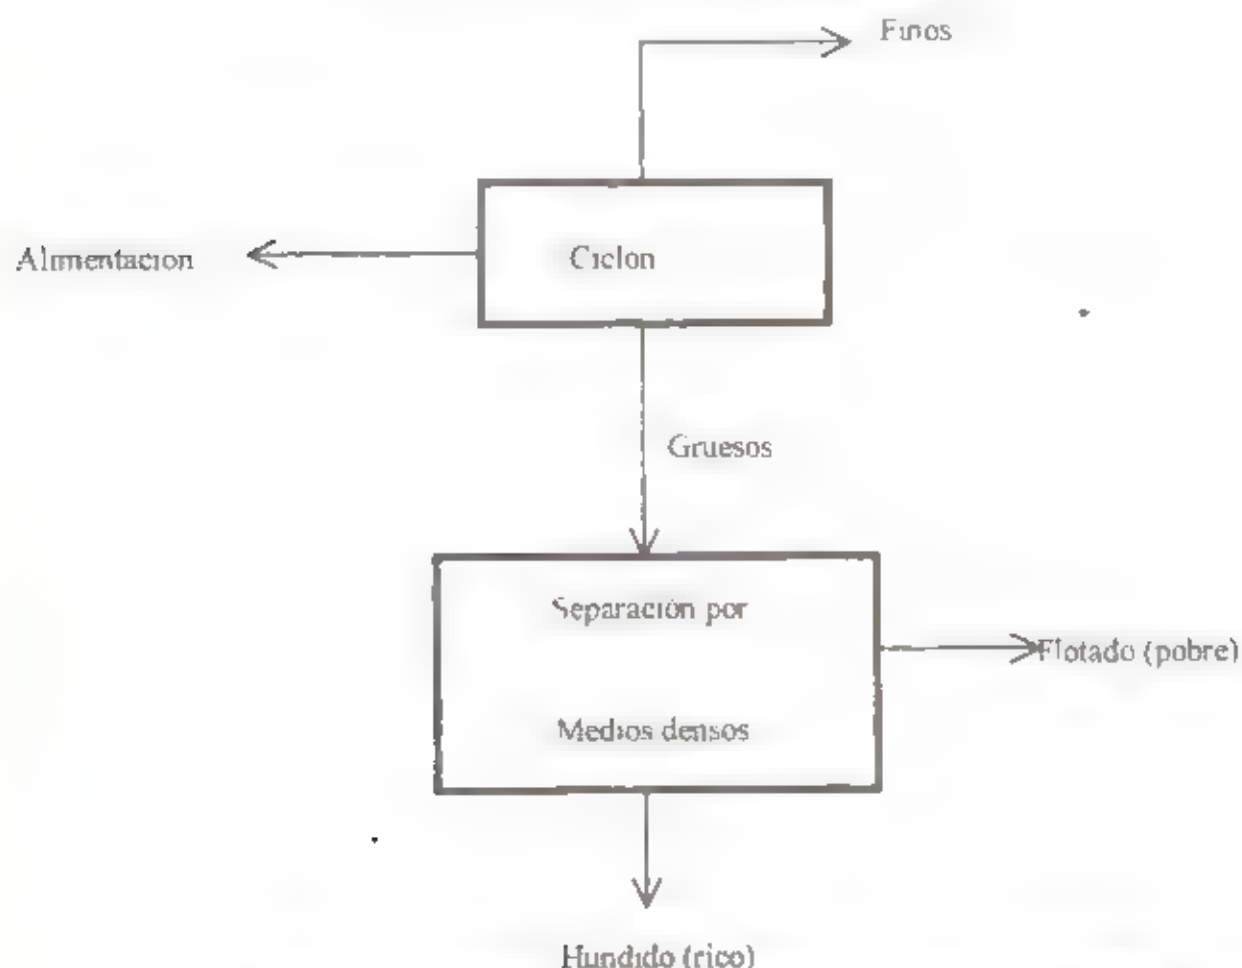 Finos
Alimentacion
Ciclon
Gruesos
Separación por
Flotado (pobre)
Medios densos
Hundido (rico)